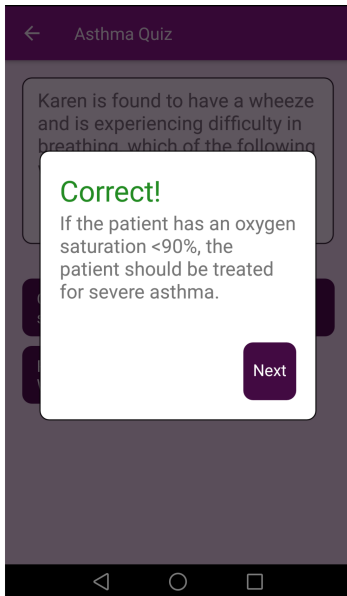 Asthma Quiz
Karen is found to have a wheeze
and is experiencing difficulty in
breathing, which of the following
Correct!
If the patient has an oxygen
saturation <90%, the
patient should be treated
for severe asthma.
Next